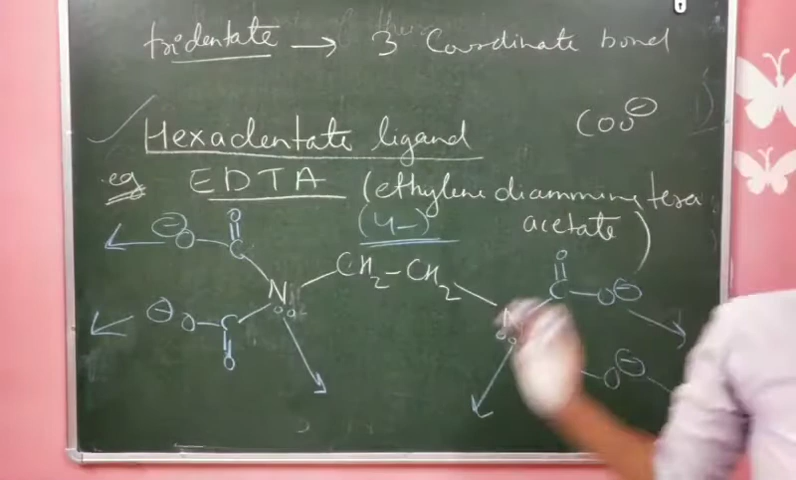 tridentate → 3 Coordinate bond
Hexadentate ligand
COO⊖
eg EDTA (ethylene diammine tetra
(4-) acetate)
⊖ O - C = O
N - CH2 - CH2
⊖ O - C = O
C = O
O ⊖
O ⊖